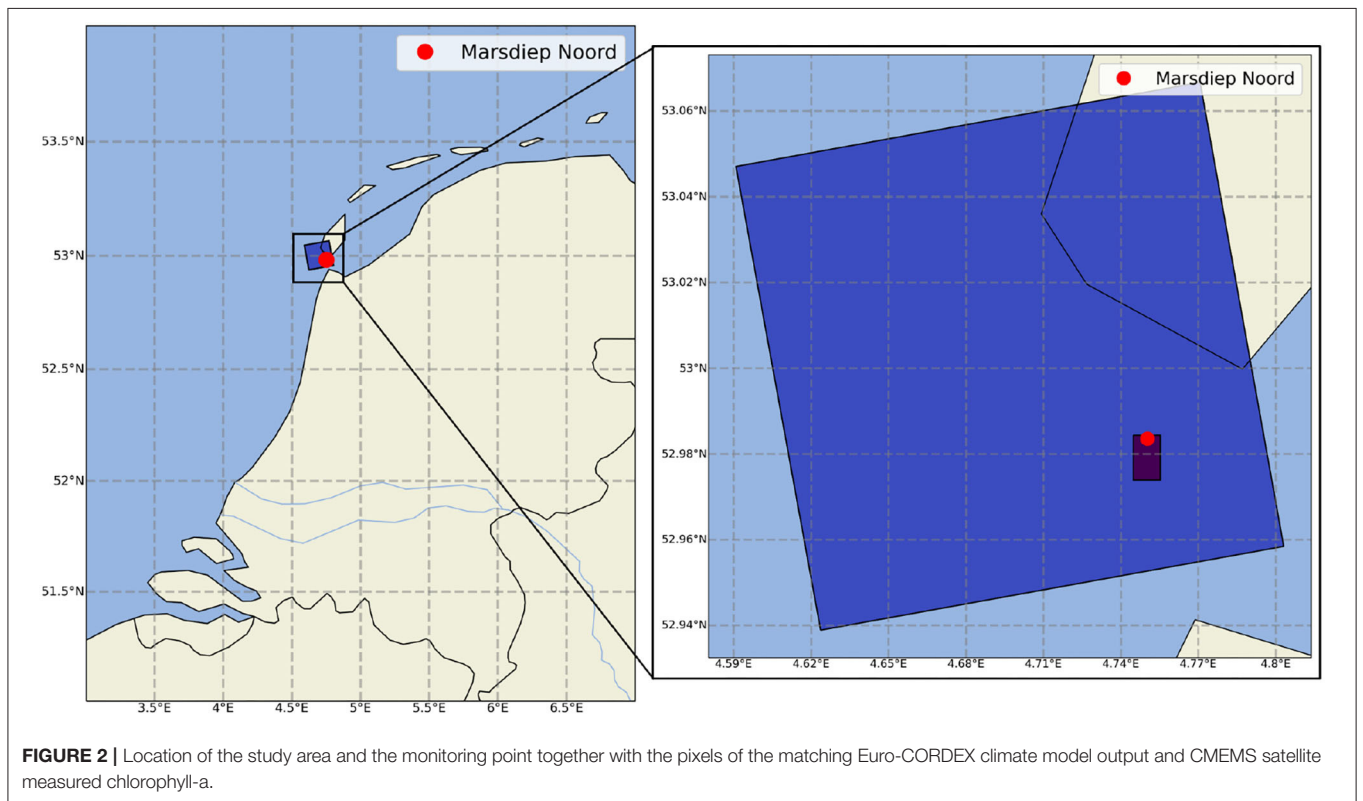 Marsdiep Noord
53.5°N
53°N
52.5°N
52°N
51.5°N
3.5°E 4°E 4.5°E 5°E 5.5°E 6°E 6.5°E
Marsdiep Noord
53.06°N
53.04°N
53.02°N
53°N
52.98°N
52.96°N
52.94°N
4.59°E 4.62°E 4.65°E 4.68°E 4.71°E 4.74°E 4.77°E 4.8°E
FIGURE 2 | Location of the study area and the monitoring point together with the pixels of the matching Euro-CORDEX climate model output and CMEMS satellite
measured chlorophyll-a.